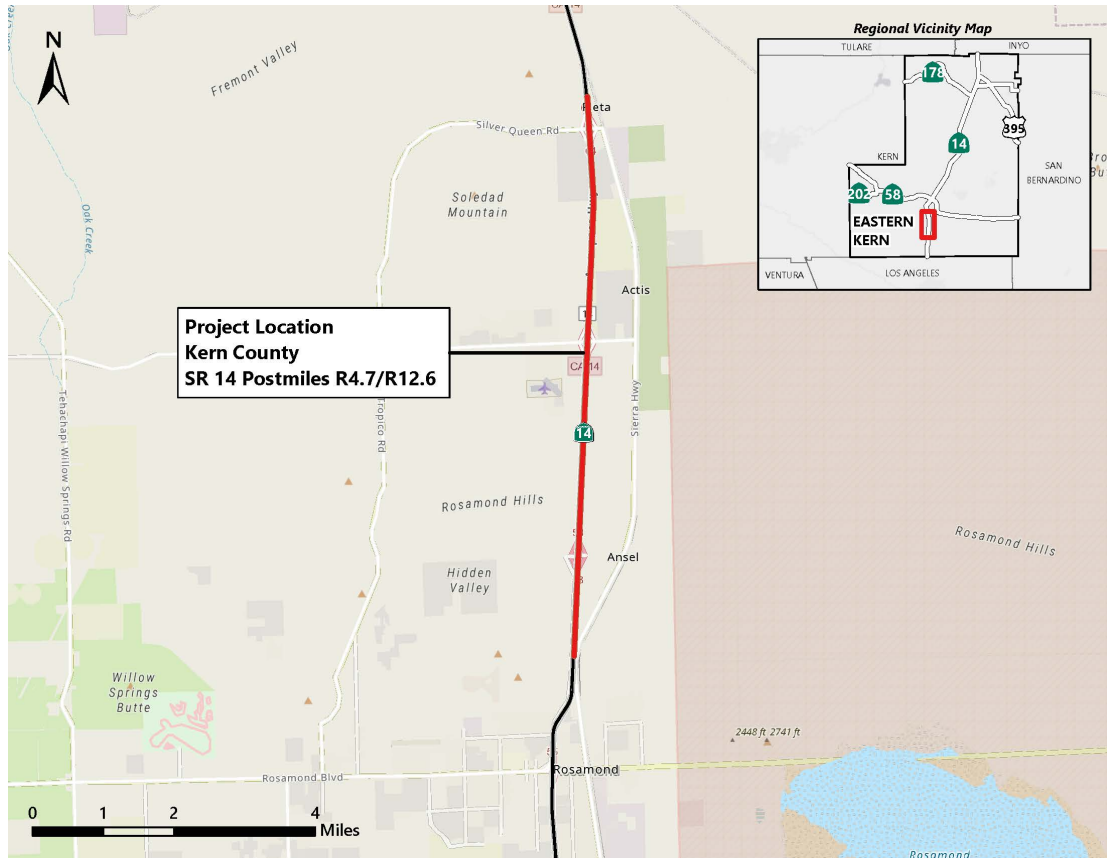 CA 14
N
Fremont Valley
Oak Creek
Silver Queen Rd
Soledad
Mountain
Actis
Project Location
Kern County
SR 14 Postmiles R4.7/R12.6
CA 14
14
Sierra Hwy
Tropico Rd
Tehachapi Willow Springs Rd
Rosamond Hills
Rosamond Hills
Ansel
Hidden
Valley
Willow
Springs
Butte
2448 ft 2741 ft
Rosamond Blvd
Rosamond
Rosamond
0 1 2 4
Miles
Regional Vicinity Map
TULARE
INYO
178
395
14
KERN
SAN
BERNARDINO
202
58
EASTERN
KERN
VENTURA
LOS ANGELES